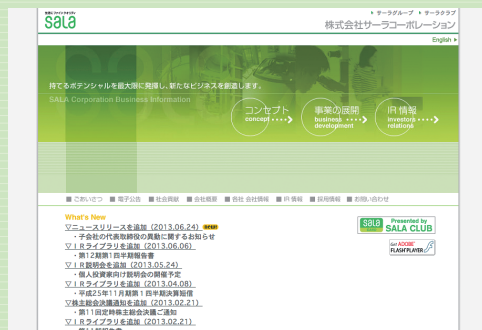 サーラグループ サーラクラブ
sala
株式会社サーラコーポレーション
English
持てるポテンシャルを最大限に発揮し、新たなビジネスを創造します。
SALA Corporation Business Information
コンセプト
concept
事業の展開
business development
IR 情報
investors relations
ごあいさつ 電子公告 社会貢献 会社概要 各社 会社情報 IR 情報 採用情報 お問い合わせ
What's New
▽ニュースリリースを追加（2013.06.24） new
・子会社の代表取締役の異動に関するお知らせ
▽ＩＲライブラリを追加（2013.06.06）
・第12期第1四半期報告書
▽ＩＲ説明会を追加（2013.05.24）
・個人投資家向け説明会の開催予定
▽ＩＲライブラリを追加（2013.04.08）
・平成25年11月期第１四半期決算短信
▽株主総会決議通知を追加（2013.02.21）
・第11回定時株主総会決議ご通知
▽ＩＲライブラリを追加（2013.02.21）
sala Presented by
SALA CLUB
Get ADOBE
FLASH PLAYER